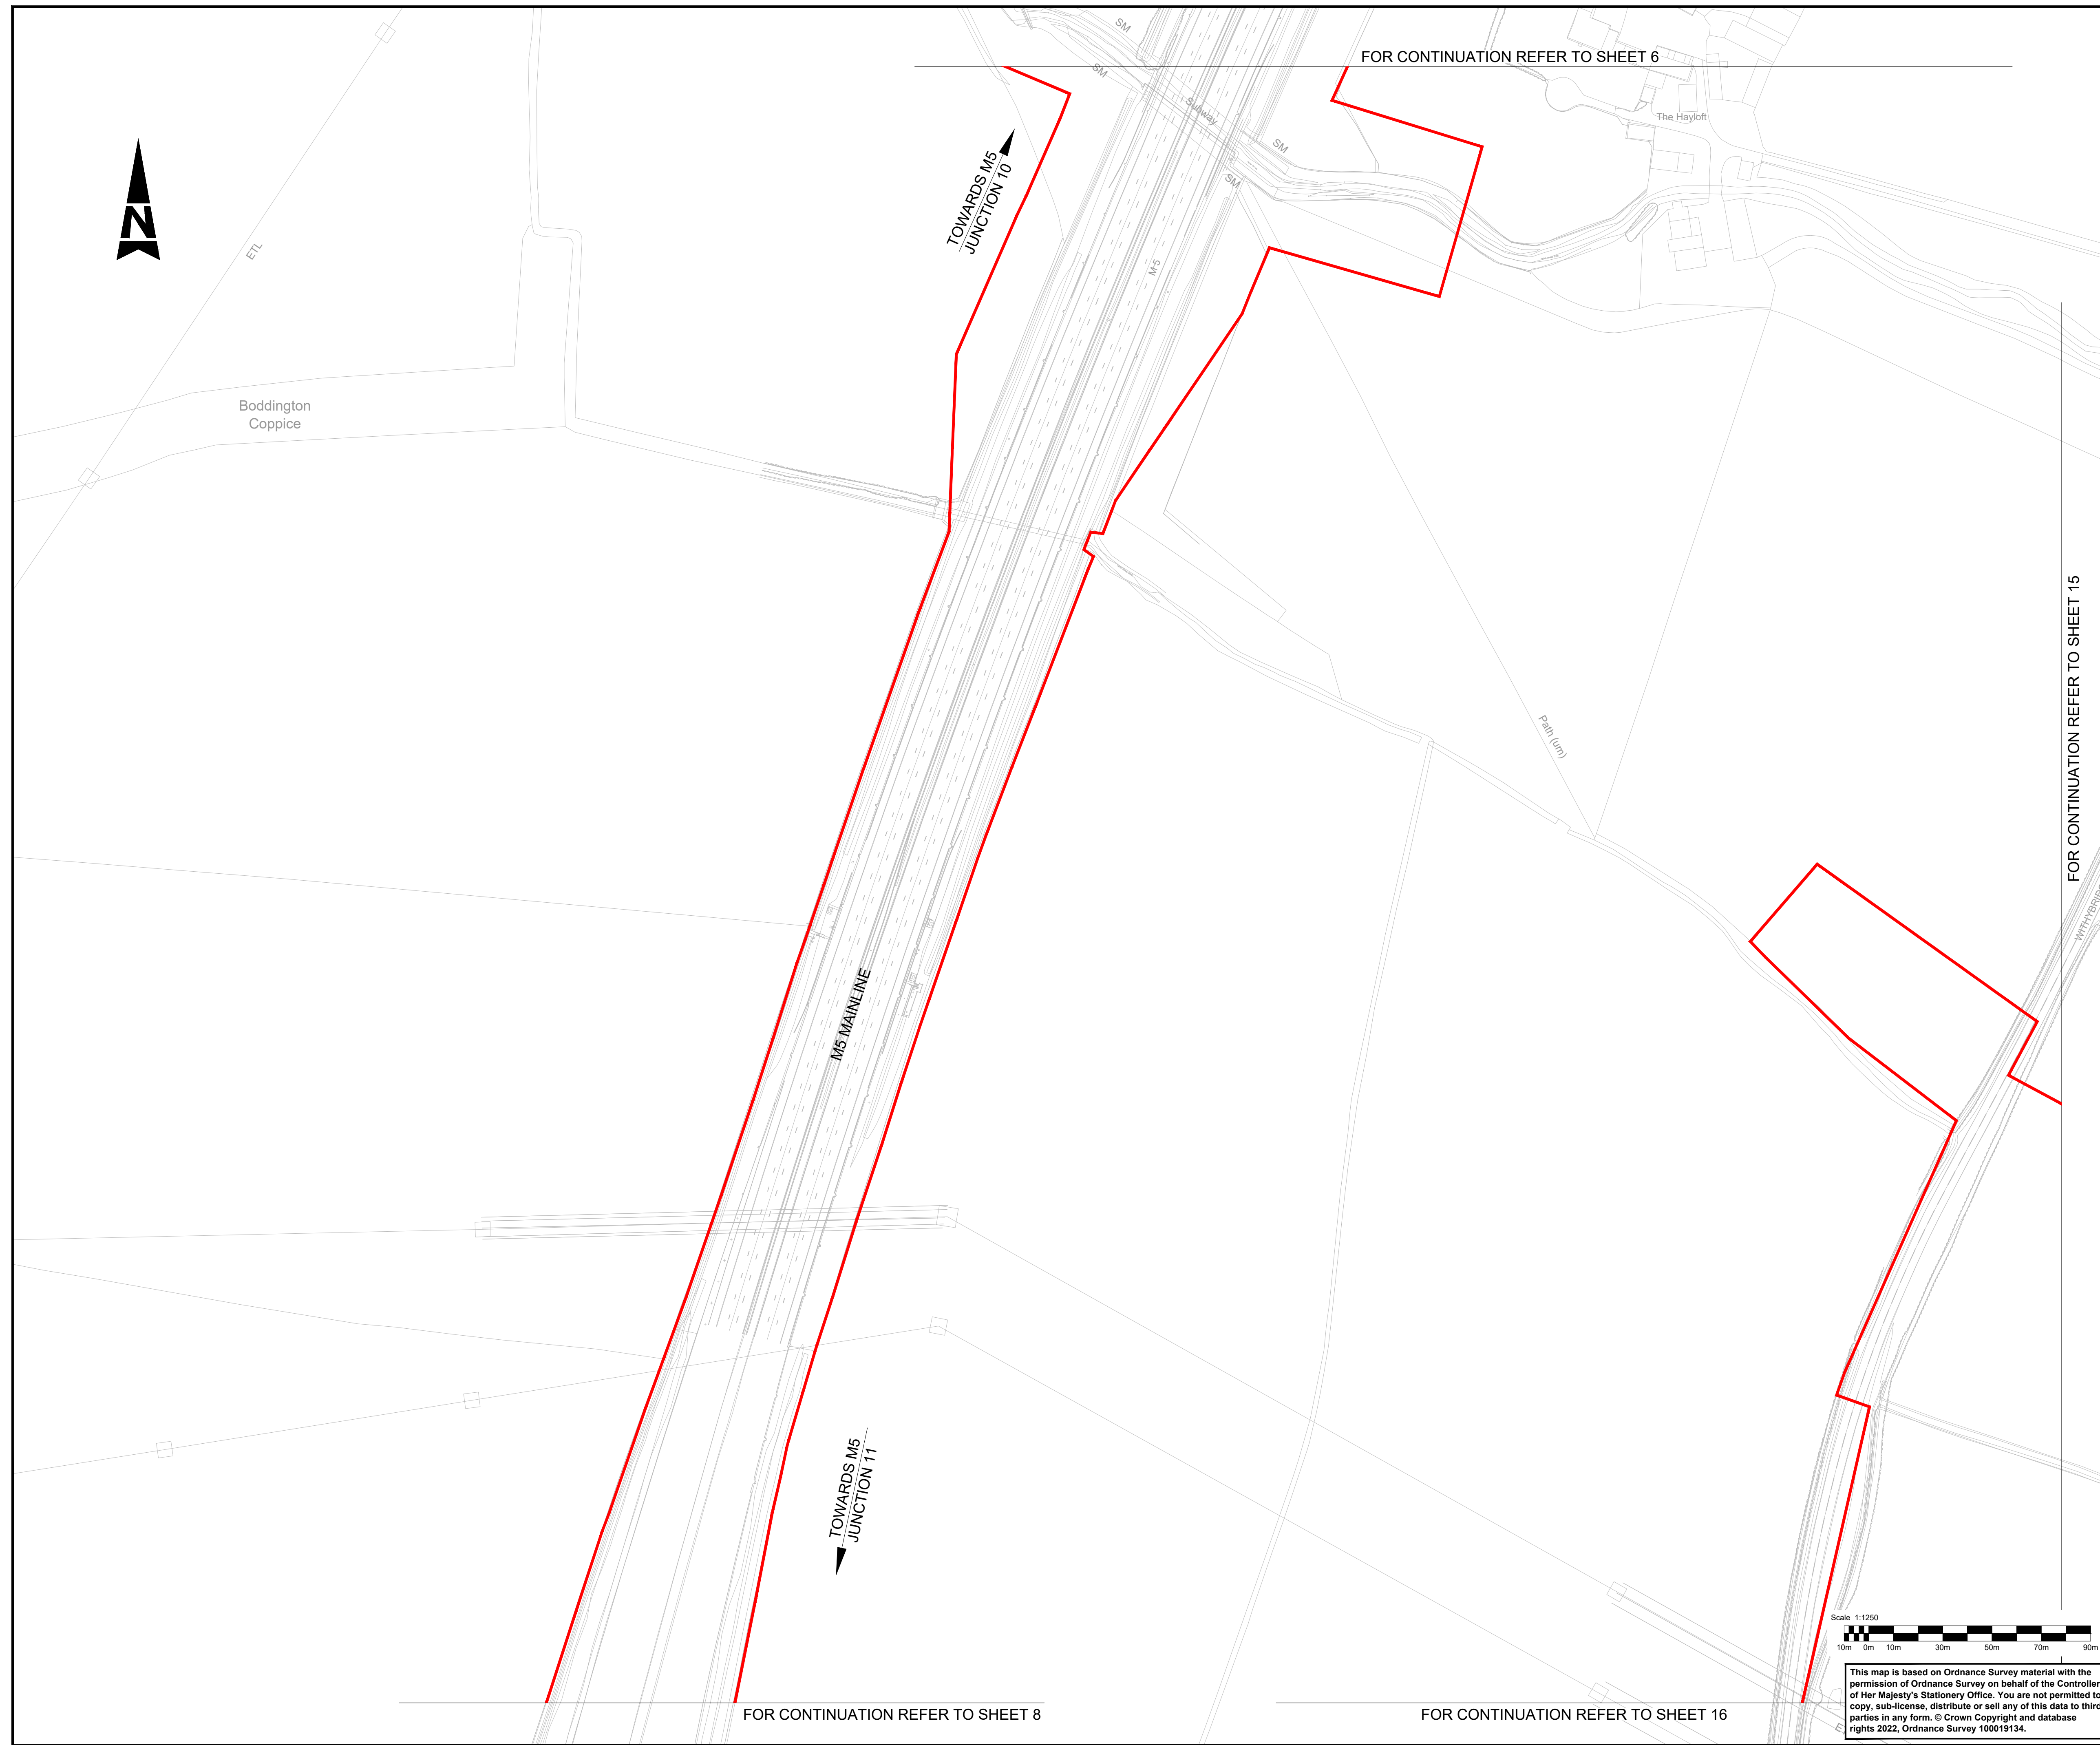 FOR CONTINUATION REFER TO SHEET 6
SM
SM
Subway
SM
SM
The Hayloft
N
TOWARDS M5
JUNCTION 10
ETL
M 5
Boddington
Coppice
FOR CONTINUATION REFER TO SHEET 15
Path (um)
M5 MAINLINE
TOWARDS M5
JUNCTION 11
Scale 1:1250
10m 0m 10m 30m 50m 70m 90m
This map is based on Ordnance Survey material with the
permission of Ordnance Survey on behalf of the Controller
of Her Majesty's Stationery Office. You are not permitted to
copy, sub-license, distribute or sell any of this data to third
parties in any form. © Crown Copyright and database
rights 2022, Ordnance Survey 100019134.
FOR CONTINUATION REFER TO SHEET 8
FOR CONTINUATION REFER TO SHEET 16